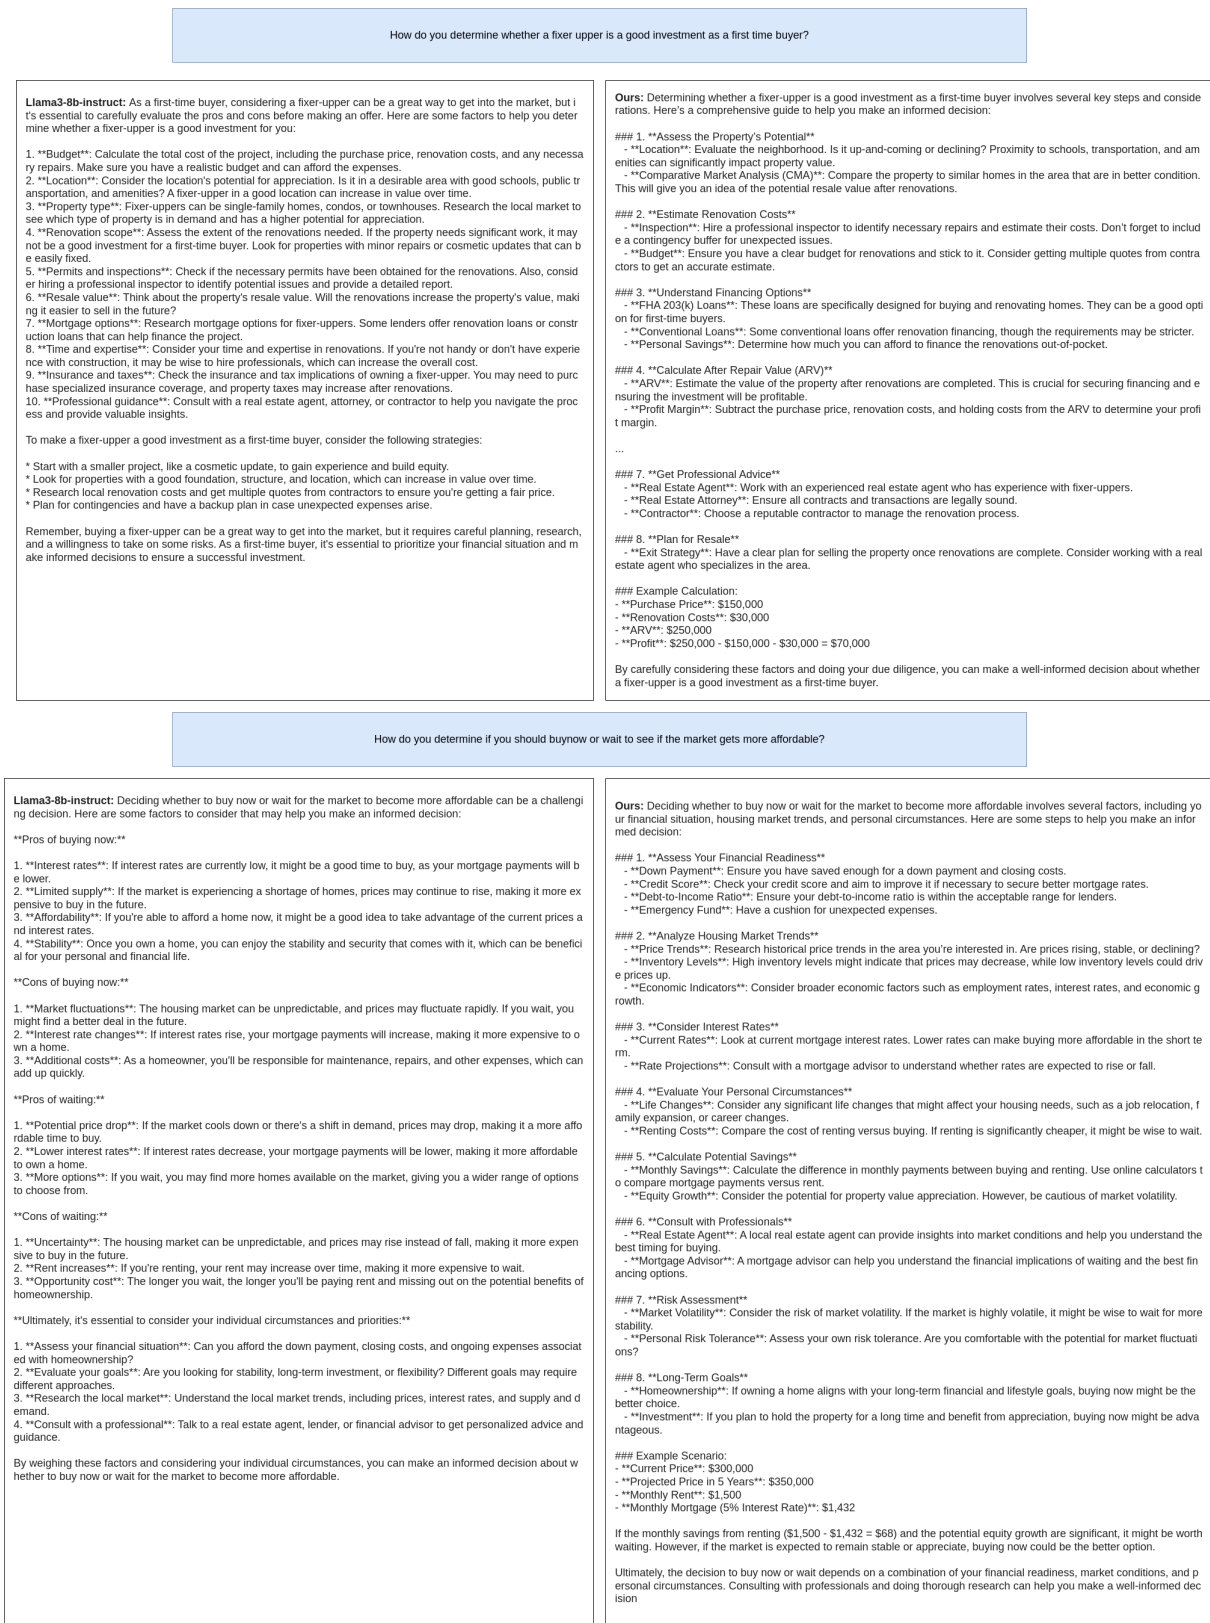 How do you determine whether a fixer upper is a good investment as a first time buyer?
Llama3-8b-instruct: As a first-time buyer, considering a fixer-upper can be a great way to get into the market, but i
t's essential to carefully evaluate the pros and cons before making an offer. Here are some factors to help you deter
mine whether a fixer-upper is a good investment for you:
1. **Budget**: Calculate the total cost of the project, including the purchase price, renovation costs, and any necessa
ry repairs. Make sure you have a realistic budget and can afford the expenses.
2. **Location**: Consider the location's potential for appreciation. Is it in a desirable area with good schools, public tr
ansportation, and amenities? A fixer-upper in a good location can increase in value over time.
3. **Property type**: Fixer-uppers can be single-family homes, condos, or townhouses. Research the local market to
see which type of property is in demand and has a higher potential for appreciation.
4. **Renovation scope**: Assess the extent of the renovations needed. If the property needs significant work, it may
not be a good investment for a first-time buyer. Look for properties with minor repairs or cosmetic updates that can b
e easily fixed.
5. **Permits and inspections**: Check if the necessary permits have been obtained for the renovations. Also, consid
er hiring a professional inspector to identify potential issues and provide a detailed report.
6. **Resale value**: Think about the property's resale value. Will the renovations increase the property's value, maki
ng it easier to sell in the future?
7. **Mortgage options**: Research mortgage options for fixer-uppers. Some lenders offer renovation loans or constr
uction loans that can help finance the project.
8. **Time and expertise**: Consider your time and expertise in renovations. If you're not handy or don't have experie
nce with construction, it may be wise to hire professionals, which can increase the overall cost.
9. **Insurance and taxes**: Check the insurance and tax implications of owning a fixer-upper. You may need to purc
hase specialized insurance coverage, and property taxes may increase after renovations.
10. **Professional guidance**: Consult with a real estate agent, attorney, or contractor to help you navigate the proc
ess and provide valuable insights.
To make a fixer-upper a good investment as a first-time buyer, consider the following strategies:
* Start with a smaller project, like a cosmetic update, to gain experience and build equity.
* Look for properties with a good foundation, structure, and location, which can increase in value over time.
* Research local renovation costs and get multiple quotes from contractors to ensure you're getting a fair price.
* Plan for contingencies and have a backup plan in case unexpected expenses arise.
Remember, buying a fixer-upper can be a great way to get into the market, but it requires careful planning, research,
and a willingness to take on some risks. As a first-time buyer, it's essential to prioritize your financial situation and m
ake informed decisions to ensure a successful investment.
Ours: Determining whether a fixer-upper is a good investment as a first-time buyer involves several key steps and conside
rations. Here's a comprehensive guide to help you make an informed decision:
### 1. **Assess the Property's Potential**
- **Location**: Evaluate the neighborhood. Is it up-and-coming or declining? Proximity to schools, transportation, and am
enities can significantly impact property value.
- **Comparative Market Analysis (CMA)**: Compare the property to similar homes in the area that are in better condition.
This will give you an idea of the potential resale value after renovations.
### 2. **Estimate Renovation Costs**
- **Inspection**: Hire a professional inspector to identify necessary repairs and estimate their costs. Don't forget to includ
e a contingency buffer for unexpected issues.
- **Budget**: Ensure you have a clear budget for renovations and stick to it. Consider getting multiple quotes from contra
ctors to get an accurate estimate.
### 3. **Understand Financing Options**
- **FHA 203(k) Loans**: These loans are specifically designed for buying and renovating homes. They can be a good opti
on for first-time buyers.
- **Conventional Loans**: Some conventional loans offer renovation financing, though the requirements may be stricter.
- **Personal Savings**: Determine how much you can afford to finance the renovations out-of-pocket.
### 4. **Calculate After Repair Value (ARV)**
- **ARV**: Estimate the value of the property after renovations are completed. This is crucial for securing financing and e
nsuring the investment will be profitable.
- **Profit Margin**: Subtract the purchase price, renovation costs, and holding costs from the ARV to determine your profi
t margin.
...
### 7. **Get Professional Advice**
- **Real Estate Agent**: Work with an experienced real estate agent who has experience with fixer-uppers.
- **Real Estate Attorney**: Ensure all contracts and transactions are legally sound.
- **Contractor**: Choose a reputable contractor to manage the renovation process.
### 8. **Plan for Resale**
- **Exit Strategy**: Have a clear plan for selling the property once renovations are complete. Consider working with a real
estate agent who specializes in the area.
### Example Calculation:
- **Purchase Price**: $150,000
- **Renovation Costs**: $30,000
- **ARV**: $250,000
- **Profit**: $250,000 - $150,000 - $30,000 = $70,000
By carefully considering these factors and doing your due diligence, you can make a well-informed decision about whether
a fixer-upper is a good investment as a first-time buyer.
How do you determine if you should buynow or wait to see if the market gets more affordable?
Llama3-8b-instruct: Deciding whether to buy now or wait for the market to become more affordable can be a challengi
ng decision. Here are some factors to consider that may help you make an informed decision:
**Pros of buying now:**
1. **Interest rates**: If interest rates are currently low, it might be a good time to buy, as your mortgage payments will b
e lower.
2. **Limited supply**: If the market is experiencing a shortage of homes, prices may continue to rise, making it more ex
pensive to buy in the future.
3. **Affordability**: If you're able to afford a home now, it might be a good idea to take advantage of the current prices a
nd interest rates.
4. **Stability**: Once you own a home, you can enjoy the stability and security that comes with it, which can be benefici
al for your personal and financial life.
**Cons of buying now:**
1. **Market fluctuations**: The housing market can be unpredictable, and prices may fluctuate rapidly. If you wait, you
might find a better deal in the future.
2. **Interest rate changes**: If interest rates rise, your mortgage payments will increase, making it more expensive to o
wn a home.
3. **Additional costs**: As a homeowner, you'll be responsible for maintenance, repairs, and other expenses, which can
add up quickly.
**Pros of waiting:**
1. **Potential price drop**: If the market cools down or there's a shift in demand, prices may drop, making it a more affo
rdable time to buy.
2. **Lower interest rates**: If interest rates decrease, your mortgage payments will be lower, making it more affordable
to own a home.
3. **More options**: If you wait, you may find more homes available on the market, giving you a wider range of options
to choose from.
**Cons of waiting:**
1. **Uncertainty**: The housing market can be unpredictable, and prices may rise instead of fall, making it more expen
sive to buy in the future.
2. **Rent increases**: If you're renting, your rent may increase over time, making it more expensive to wait.
3. **Opportunity cost**: The longer you wait, the longer you'll be paying rent and missing out on the potential benefits of
homeownership.
**Ultimately, it's essential to consider your individual circumstances and priorities:**
1. **Assess your financial situation**: Can you afford the down payment, closing costs, and ongoing expenses associat
ed with homeownership?
2. **Evaluate your goals**: Are you looking for stability, long-term investment, or flexibility? Different goals may require
different approaches.
3. **Research the local market**: Understand the local market trends, including prices, interest rates, and supply and d
emand.
4. **Consult with a professional**: Talk to a real estate agent, lender, or financial advisor to get personalized advice and
guidance.
By weighing these factors and considering your individual circumstances, you can make an informed decision about w
hether to buy now or wait for the market to become more affordable.
Ours: Deciding whether to buy now or wait for the market to become more affordable involves several factors, including yo
ur financial situation, housing market trends, and personal circumstances. Here are some steps to help you make an infor
med decision:
### 1. **Assess Your Financial Readiness**
- **Down Payment**: Ensure you have saved enough for a down payment and closing costs.
- **Credit Score**: Check your credit score and aim to improve it if necessary to secure better mortgage rates.
- **Debt-to-Income Ratio**: Ensure your debt-to-income ratio is within the acceptable range for lenders.
- **Emergency Fund**: Have a cushion for unexpected expenses.
### 2. **Analyze Housing Market Trends**
- **Price Trends**: Research historical price trends in the area you're interested in. Are prices rising, stable, or declining?
- **Inventory Levels**: High inventory levels might indicate that prices may decrease, while low inventory levels could driv
e prices up.
- **Economic Indicators**: Consider broader economic factors such as employment rates, interest rates, and economic g
rowth.
### 3. **Consider Interest Rates**
- **Current Rates**: Look at current mortgage interest rates. Lower rates can make buying more affordable in the short te
rm.
- **Rate Projections**: Consult with a mortgage advisor to understand whether rates are expected to rise or fall.
### 4. **Evaluate Your Personal Circumstances**
- **Life Changes**: Consider any significant life changes that might affect your housing needs, such as a job relocation, f
amily expansion, or career changes.
- **Renting Costs**: Compare the cost of renting versus buying. If renting is significantly cheaper, it might be wise to wait.
### 5. **Calculate Potential Savings**
- **Monthly Savings**: Calculate the difference in monthly payments between buying and renting. Use online calculators t
o compare mortgage payments versus rent.
- **Equity Growth**: Consider the potential for property value appreciation. However, be cautious of market volatility.
### 6. **Consult with Professionals**
- **Real Estate Agent**: A local real estate agent can provide insights into market conditions and help you understand the
best timing for buying.
- **Mortgage Advisor**: A mortgage advisor can help you understand the financial implications of waiting and the best fin
ancing options.
### 7. **Risk Assessment**
- **Market Volatility**: Consider the risk of market volatility. If the market is highly volatile, it might be wise to wait for more
stability.
- **Personal Risk Tolerance**: Assess your own risk tolerance. Are you comfortable with the potential for market fluctuati
ons?
### 8. **Long-Term Goals**
- **Homeownership**: If owning a home aligns with your long-term financial and lifestyle goals, buying now might be the
better choice.
- **Investment**: If you plan to hold the property for a long time and benefit from appreciation, buying now might be adva
ntageous.
### Example Scenario:
- **Current Price**: $300,000
- **Projected Price in 5 Years**: $350,000
- **Monthly Rent**: $1,500
- **Monthly Mortgage (5% Interest Rate)**: $1,432
If the monthly savings from renting ($1,500 - $1,432 = $68) and the potential equity growth are significant, it might be worth
waiting. However, if the market is expected to remain stable or appreciate, buying now could be the better option.
Ultimately, the decision to buy now or wait depends on a combination of your financial readiness, market conditions, and p
ersonal circumstances. Consulting with professionals and doing thorough research can help you make a well-informed dec
ision